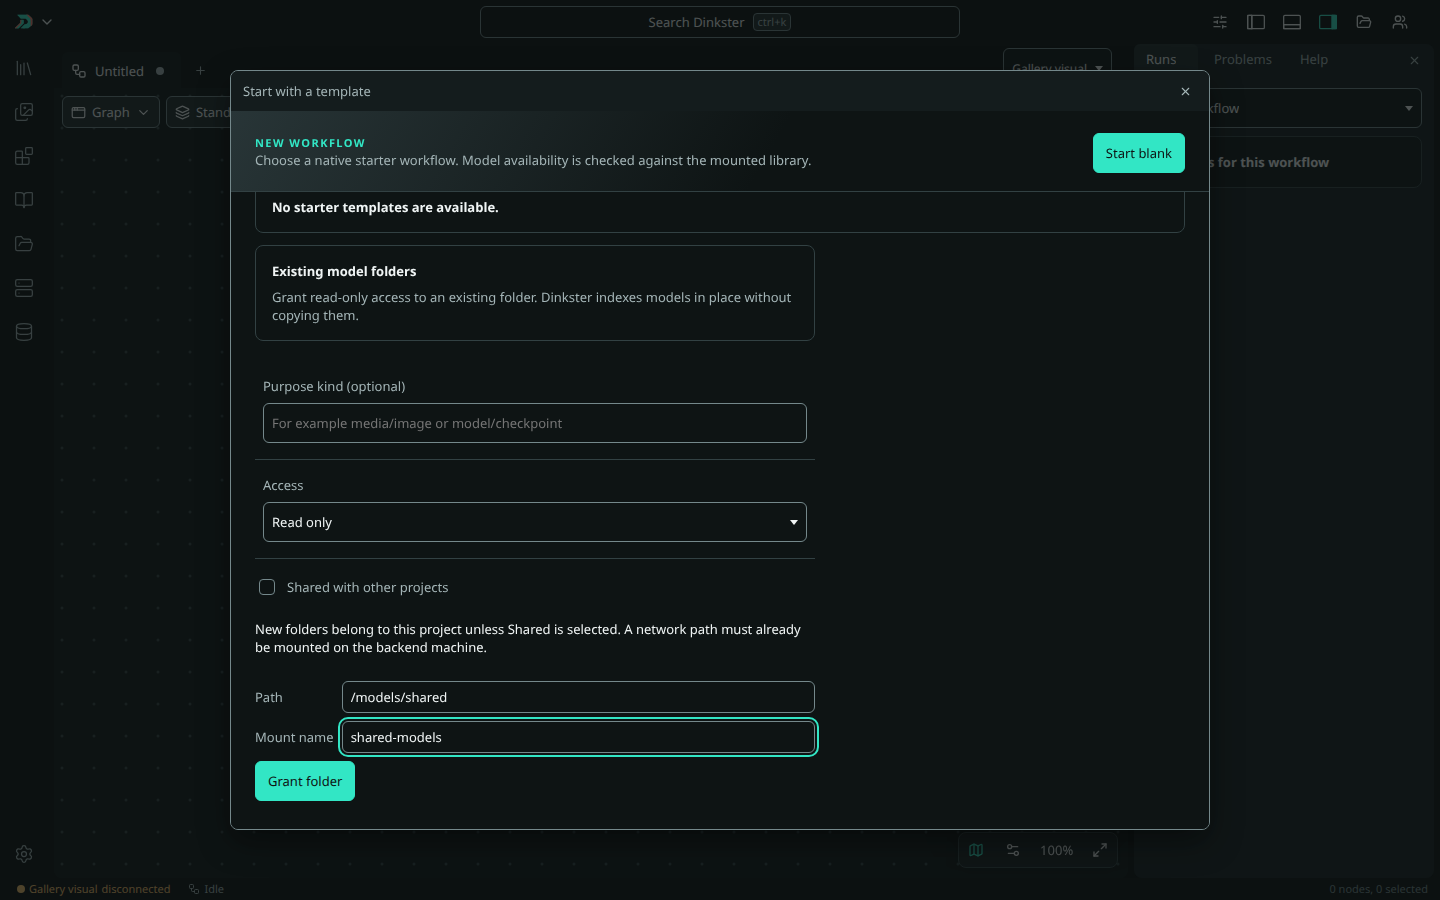 Search Dinkster ctrl+k
Untitled
Gallery visual
Runs Problems Help
Graph
Stand
Start with a template
NEW WORKFLOW
Choose a native starter workflow. Model availability is checked against the mounted library.
Start blank
s for this workflow
No starter templates are available.
Existing model folders
Grant read-only access to an existing folder. Dinkster indexes models in place without
copying them.
Purpose kind (optional)
For example media/image or model/checkpoint
Access
Read only
Shared with other projects
New folders belong to this project unless Shared is selected. A network path must already
be mounted on the backend machine.
Path /models/shared
Mount name shared-models
Grant folder
100%
Gallery visual disconnected Idle
0 nodes, 0 selected